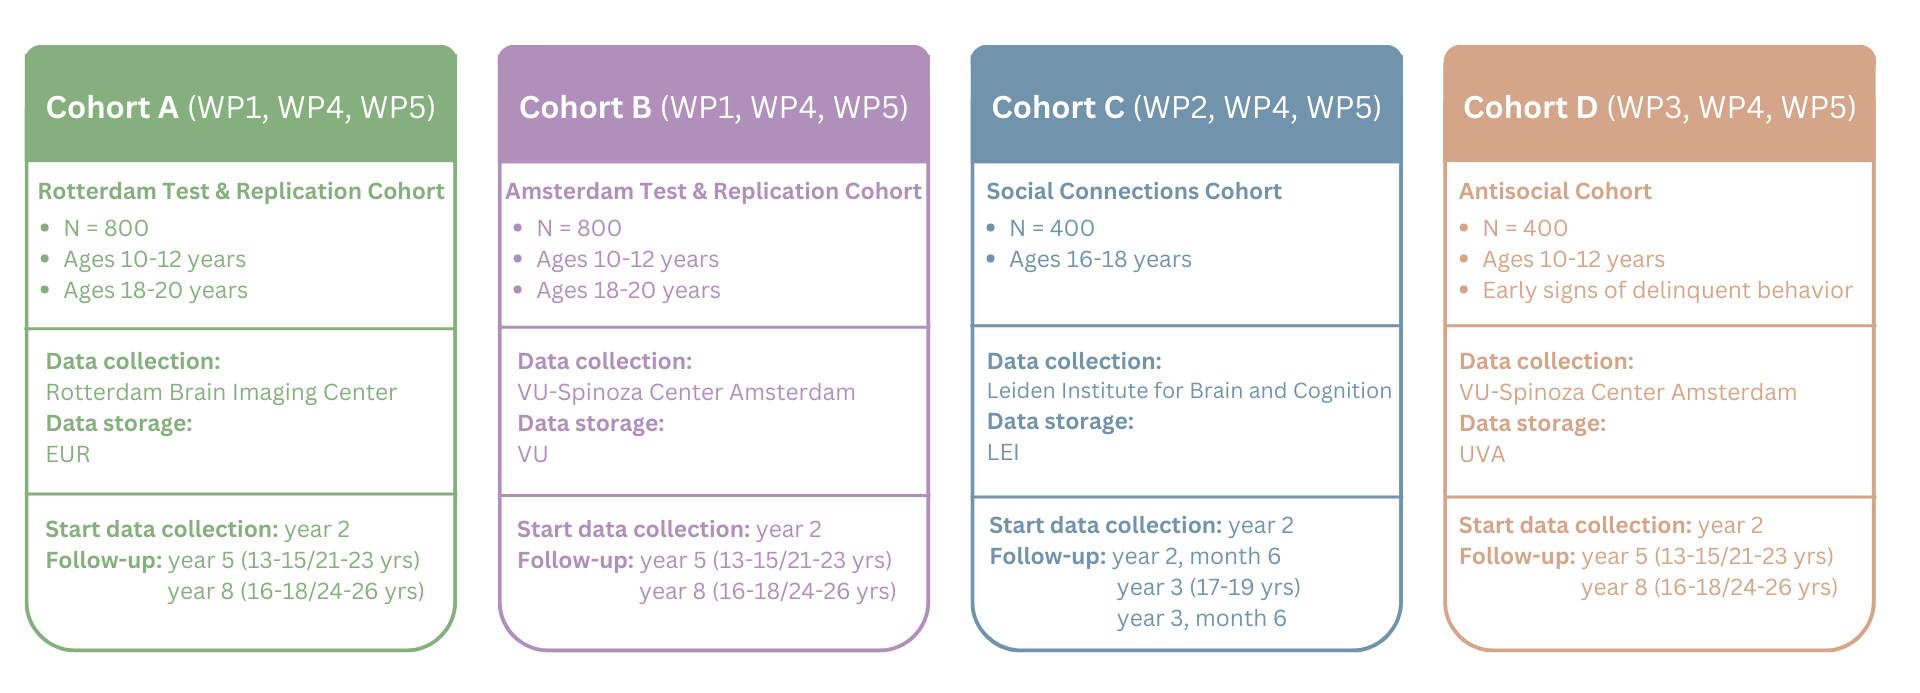 Cohort A (WP1, WP4, WP5)
Rotterdam Test & Replication Cohort
• N = 800
• Ages 10-12 years
• Ages 18-20 years
Data collection:
Rotterdam Brain Imaging Center
Data storage:
EUR
Start data collection: year 2
Follow-up: year 5 (13-15/21-23 yrs)
year 8 (16-18/24-26 yrs)
Cohort B (WP1, WP4, WP5)
Amsterdam Test & Replication Cohort
• N = 800
• Ages 10-12 years
• Ages 18-20 years
Data collection:
VU-Spinoza Center Amsterdam
Data storage:
VU
Start data collection: year 2
Follow-up: year 5 (13-15/21-23 yrs)
year 8 (16-18/24-26 yrs)
Cohort C (WP2, WP4, WP5)
Social Connections Cohort
• N = 400
• Ages 16-18 years
Data collection:
Leiden Institute for Brain and Cognition
Data storage:
LEI
Start data collection: year 2
Follow-up: year 2, month 6
year 3 (17-19 yrs)
year 3, month 6
Cohort D (WP3, WP4, WP5)
Antisocial Cohort
• N = 400
• Ages 10-12 years
• Early signs of delinquent behavior
Data collection:
VU-Spinoza Center Amsterdam
Data storage:
UVA
Start data collection: year 2
Follow-up: year 5 (13-15/21-23 yrs)
year 8 (16-18/24-26 yrs)